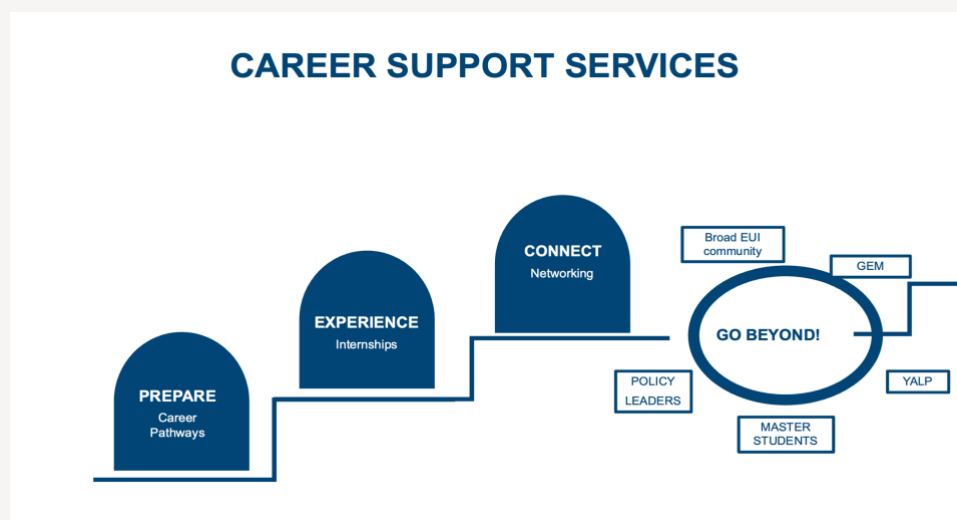 CAREER SUPPORT SERVICES
PREPARE
Career
Pathways
EXPERIENCE
Internships
CONNECT
Networking
GO BEYOND!
Broad EUI
community
GEM
YALP
MASTER
STUDENTS
POLICY
LEADERS